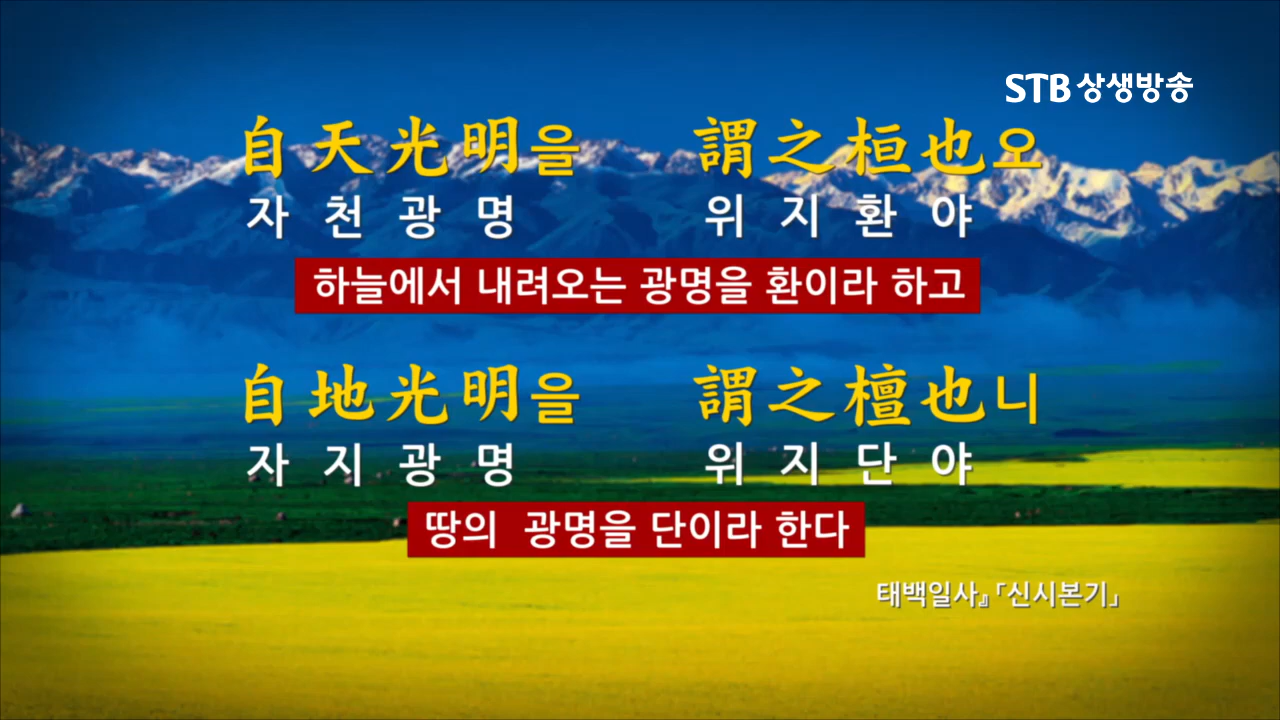 STB 상생방송
自天光明을 謂之桓也오
자천광명 위지환야
하늘에서 내려오는 광명을 환이라 하고
自地光明을 謂之檀也니
자지광명 위지단야
땅의 광명을 단이라 한다
태백일사』「신시본기」